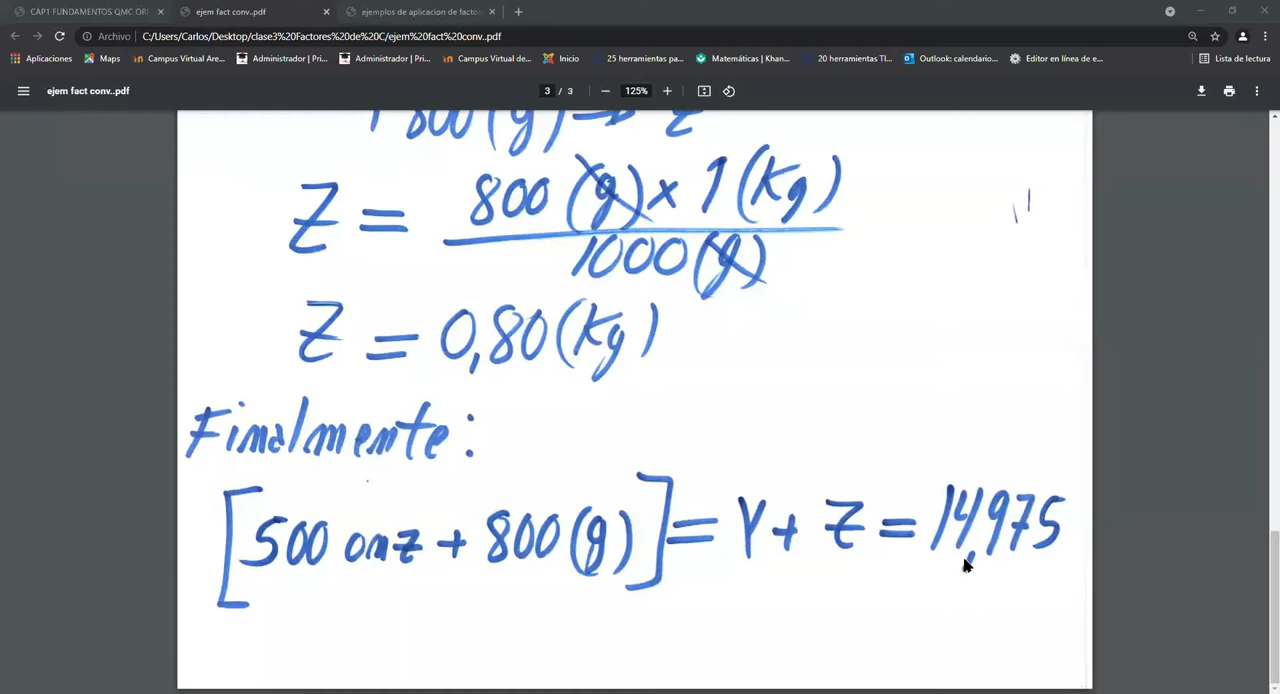 CAP1 FUNDAMENTOS QMC OR
ejem fact conv..pdf
ejemplos de aplicacion de facto
Archivo
C:/Users/Carlos/Desktop/clase3%20Factores%20de%20C/ejem%20fact%20conv..pdf
Aplicaciones
Maps
Campus Virtual Are...
Administrador | Pri...
Administrador | Pri...
Campus Virtual de...
Inicio
25 herramientas pa...
Matemáticas | Khan...
20 herramientas TI...
Outlook: calendario...
Editor en línea de e...
Lista de lectura
ejem fact conv..pdf
3 / 3
125%
800 (g) → Z
Z = 800 (g) x 1 (Kg)
1000 (g)
Z = 0,80 (Kg)
Finalmente:
[500 onz + 800 (g)] = Y + Z = 14,975